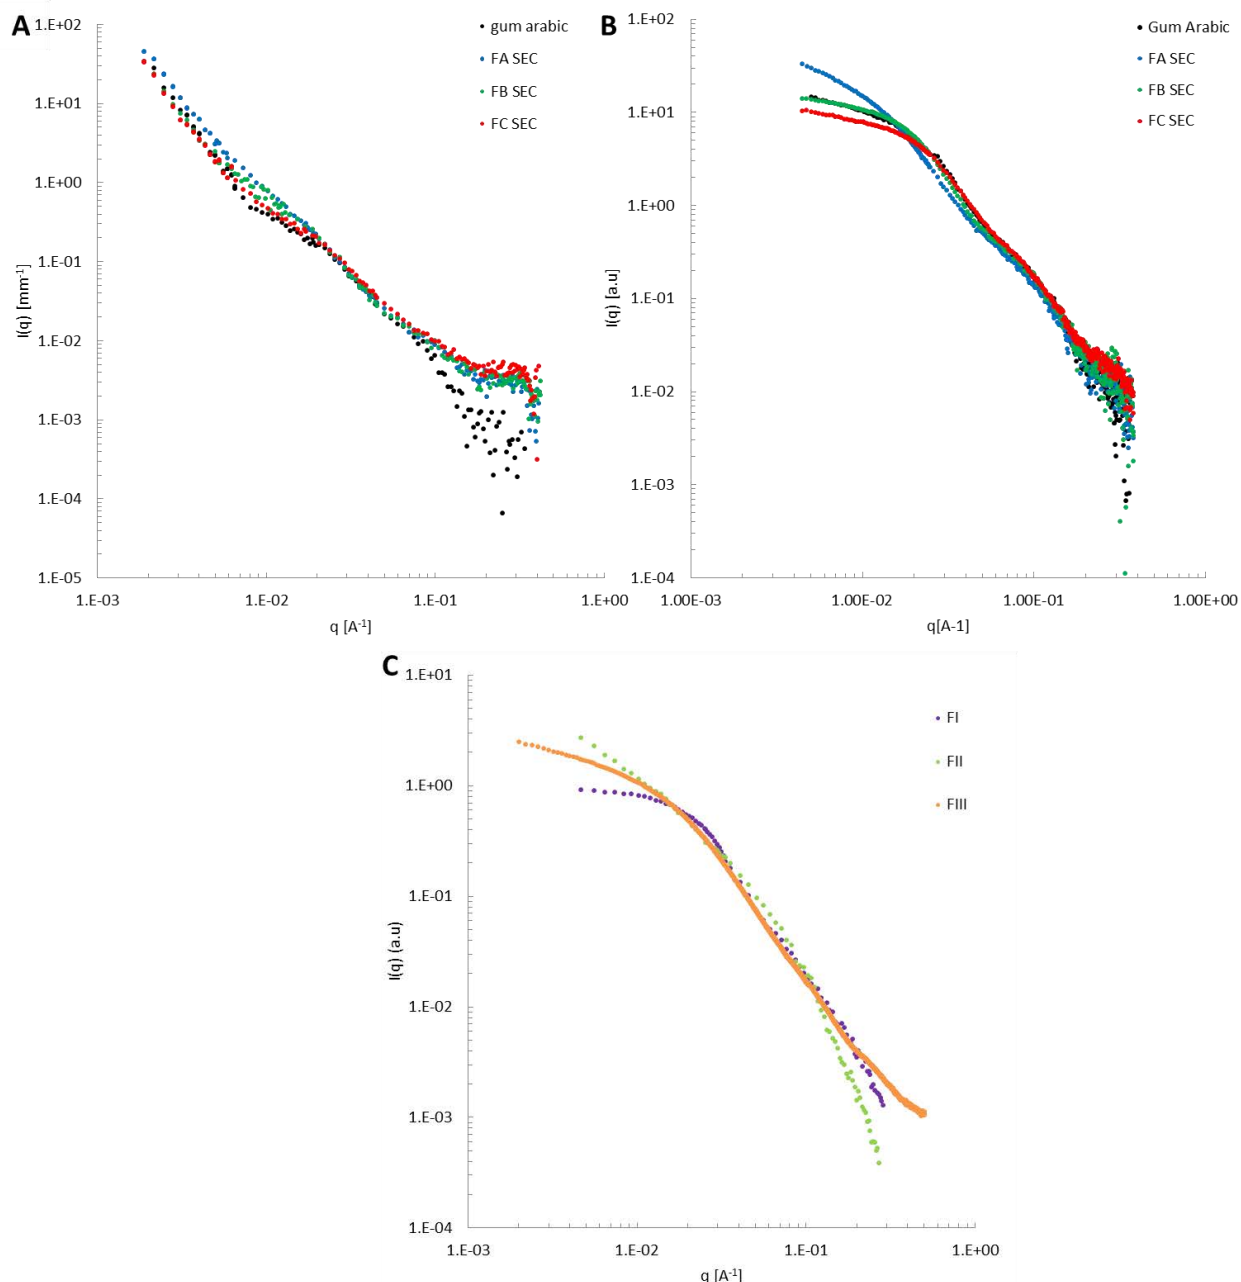 A
1.E+02
1.E+01
1.E+00
1.E-01
1.E-02
1.E-03
1.E-04
1.E-05
I(q) [mm⁻¹]
1.E-03
1.E-02
1.E-01
1.E+00
q [A⁻¹]
gum arabic
FA SEC
FB SEC
FC SEC
B
1.E+02
1.E+01
1.E+00
1.E-01
1.E-02
1.E-03
1.E-04
I(q) [a.u]
1.00E-03
1.00E-02
1.00E-01
1.00E+00
q[A-1]
Gum Arabic
FA SEC
FB SEC
FC SEC
C
1.E+01
1.E+00
1.E-01
1.E-02
1.E-03
1.E-04
I(q) (a.u)
1.E-03
1.E-02
1.E-01
1.E+00
q [A⁻¹]
FI
FII
FIII